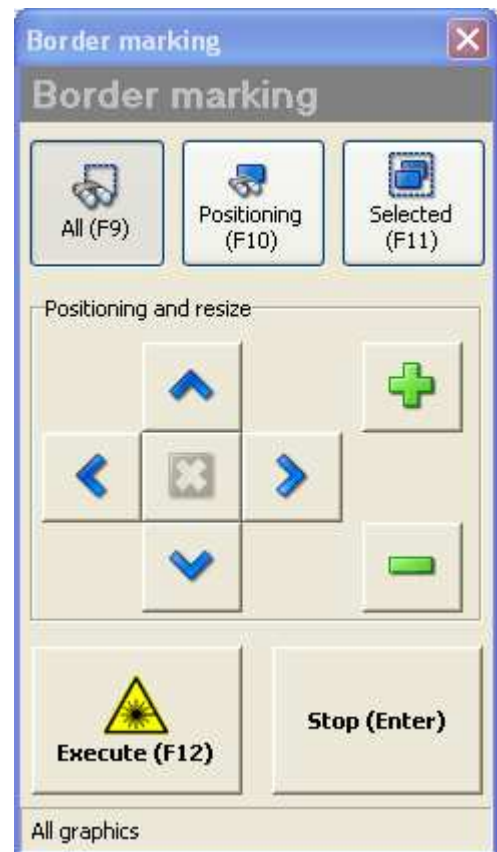 Border marking
Border marking
All (F9)
Positioning
(F10)
Selected
(F11)
Positioning and resize
Execute (F12)
Stop (Enter)
All graphics